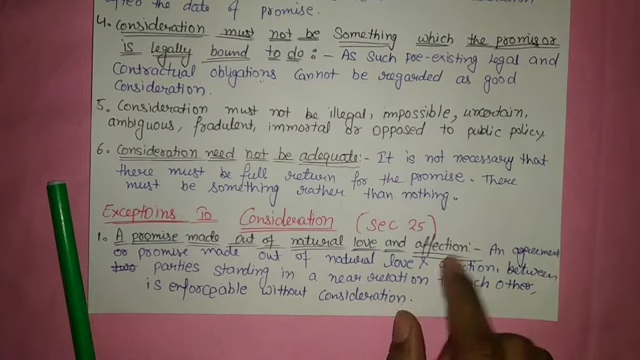 the date of promise.
4. Consideration must not be Something which the promisor
is legally bound to do :- As Such poe-existing legal and
contractual obligations cannot be regarded as good
consideration.
5. Consideration must not be illegal, impossible, uncertain,
ambiguous, fradulent, immortal or opposed to public policy.
6. Consideration need not be adequate:- It is not necessary that
there must be full return for the promise. There
must be something rather than nothing.
Exceptoins To Consideration (Sec 25)
1. A promise made out of natural love and affection:- An agreement
or promise made out of natural love & affection, between
two parties standing in a near relation to each other,
is enforceable without consideration.